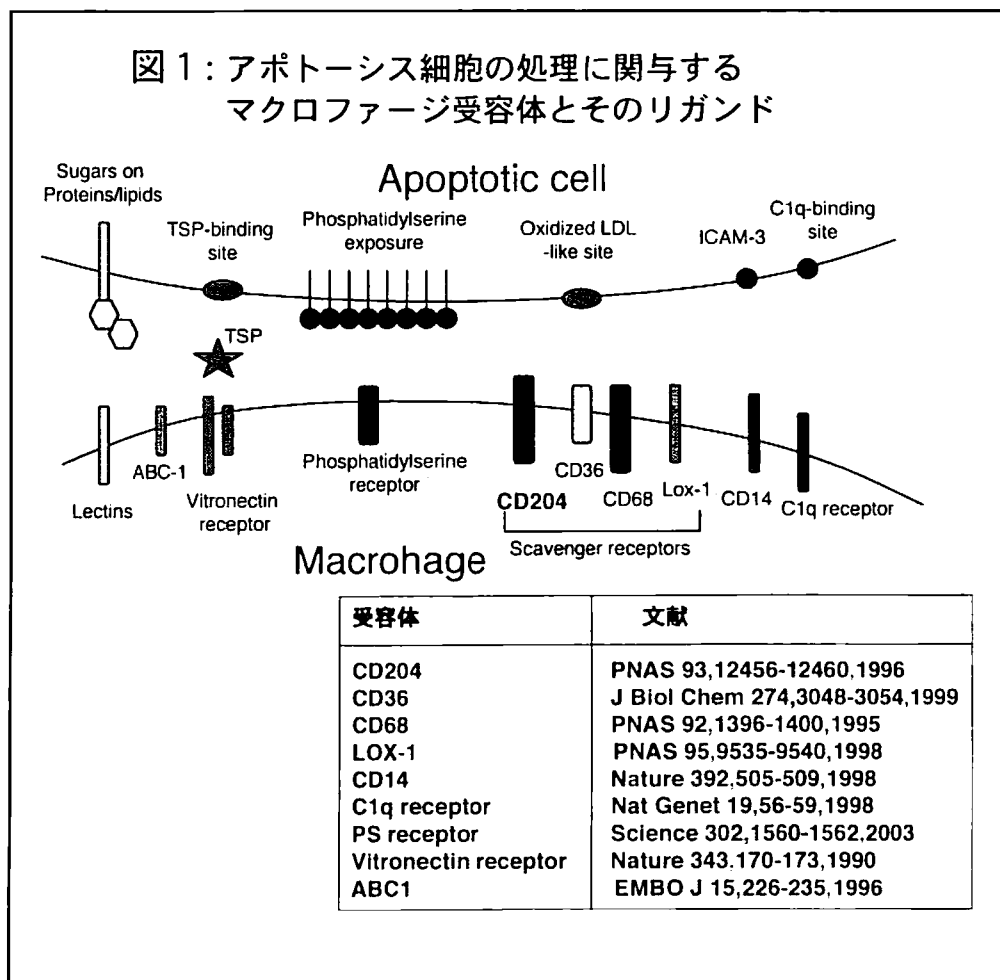 図1：アポトーシス細胞の処理に関与する
マクロファージ受容体とそのリガンド
Apoptotic cell
Sugars on
Proteins/lipids
TSP-binding
site
Phosphatidylserine
exposure
Oxidized LDL
-like site
ICAM-3
C1q-binding
site
TSP
Lectins
ABC-1
Vitronectin
receptor
Phosphatidylserine
receptor
CD204
CD36
CD68
Lox-1
CD14
C1q receptor
Scavenger receptors
Macrohage
受容体 文献
CD204 PNAS 93,12456-12460,1996
CD36 J Biol Chem 274,3048-3054,1999
CD68 PNAS 92,1396-1400,1995
LOX-1 PNAS 95,9535-9540,1998
CD14 Nature 392,505-509,1998
C1q receptor Nat Genet 19,56-59,1998
PS receptor Science 302,1560-1562,2003
Vitronectin receptor Nature 343.170-173,1990
ABC1 EMBO J 15,226-235,1996